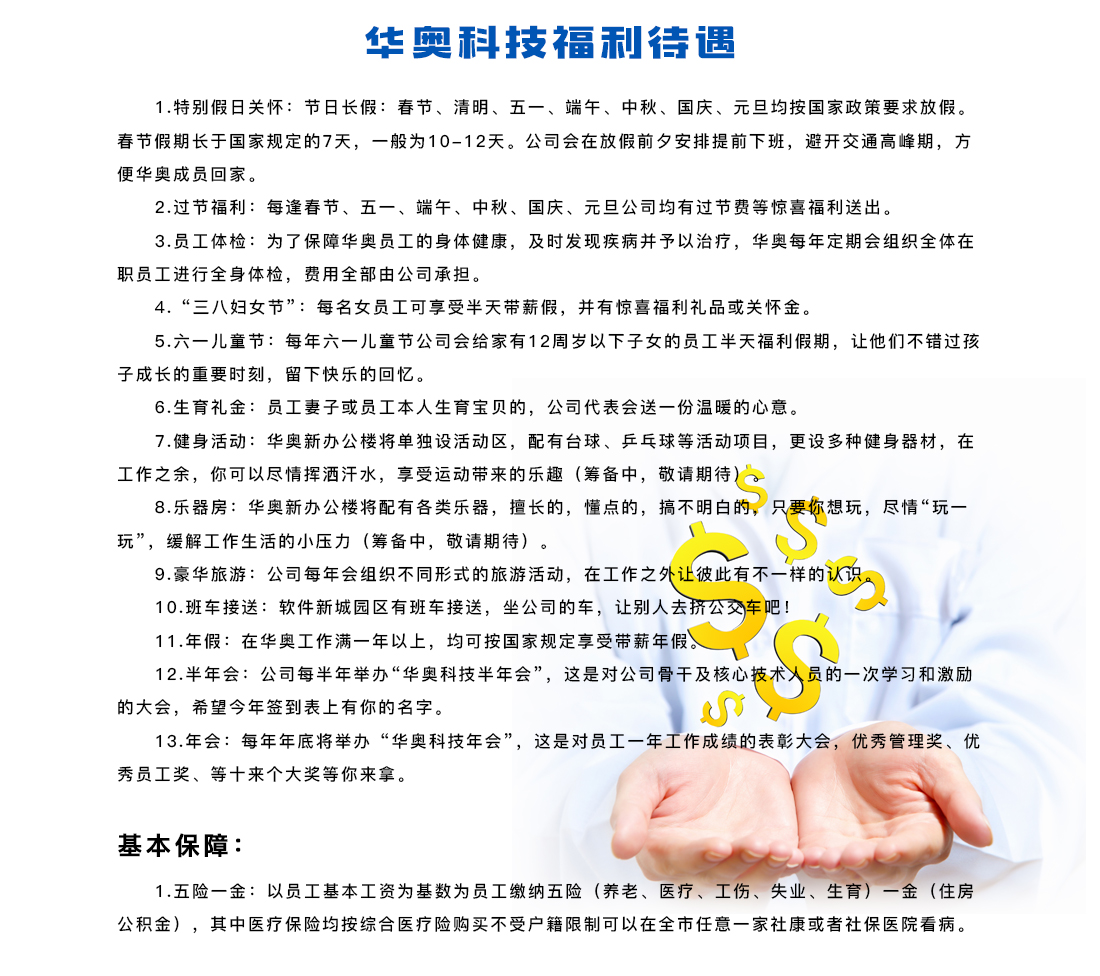 华奥科技福利待遇
1.特别假日关怀：节日长假：春节、清明、五一、端午、中秋、国庆、元旦均按国家政策要求放假。
春节假期长于国家规定的7天，一般为10-12天。公司会在放假前夕安排提前下班，避开交通高峰期，方
便华奥成员回家。
2.过节福利：每逢春节、五一、端午、中秋、国庆、元旦公司均有过节费等惊喜福利送出。
3.员工体检：为了保障华奥员工的身体健康，及时发现疾病并予以治疗，华奥每年定期会组织全体在
职员工进行全身体检，费用全部由公司承担。
4.“三八妇女节”：每名女员工可享受半天带薪假，并有惊喜福利礼品或关怀金。
5.六一儿童节：每年六一儿童节公司会给家有12周岁以下子女的员工半天福利假期，让他们不错过孩
子成长的重要时刻，留下快乐的回忆。
6.生育礼金：员工妻子或员工本人生育宝贝的，公司代表会送一份温暖的心意。
7.健身活动：华奥新办公楼将单独设活动区，配有台球、乒乓球等活动项目，更设多种健身器材，在
工作之余，你可以尽情挥洒汗水，享受运动带来的乐趣（筹备中，敬请期待）。
8.乐器房：华奥新办公楼将配有各类乐器，擅长的，懂点的，搞不明白的，只要你想玩，尽情“玩一
玩”，缓解工作生活的小压力（筹备中，敬请期待）。
9.豪华旅游：公司每年会组织不同形式的旅游活动，在工作之外让彼此有不一样的认识。
10.班车接送：软件新城园区有班车接送，坐公司的车，让别人去挤公交车吧！
11.年假：在华奥工作满一年以上，均可按国家规定享受带薪年假。
12.半年会：公司每半年举办“华奥科技半年会”，这是对公司骨干及核心技术人员的一次学习和激励
的大会，希望今年签到表上有你的名字。
13.年会：每年年底将举办“华奥科技年会”，这是对员工一年工作成绩的表彰大会，优秀管理奖、优
秀员工奖、等十来个大奖等你来拿。
基本保障：
1.五险一金：以员工基本工资为基数为员工缴纳五险（养老、医疗、工伤、失业、生育）一金（住房
公积金），其中医疗保险均按综合医疗险购买不受户籍限制可以在全市任意一家社康或者社保医院看病。